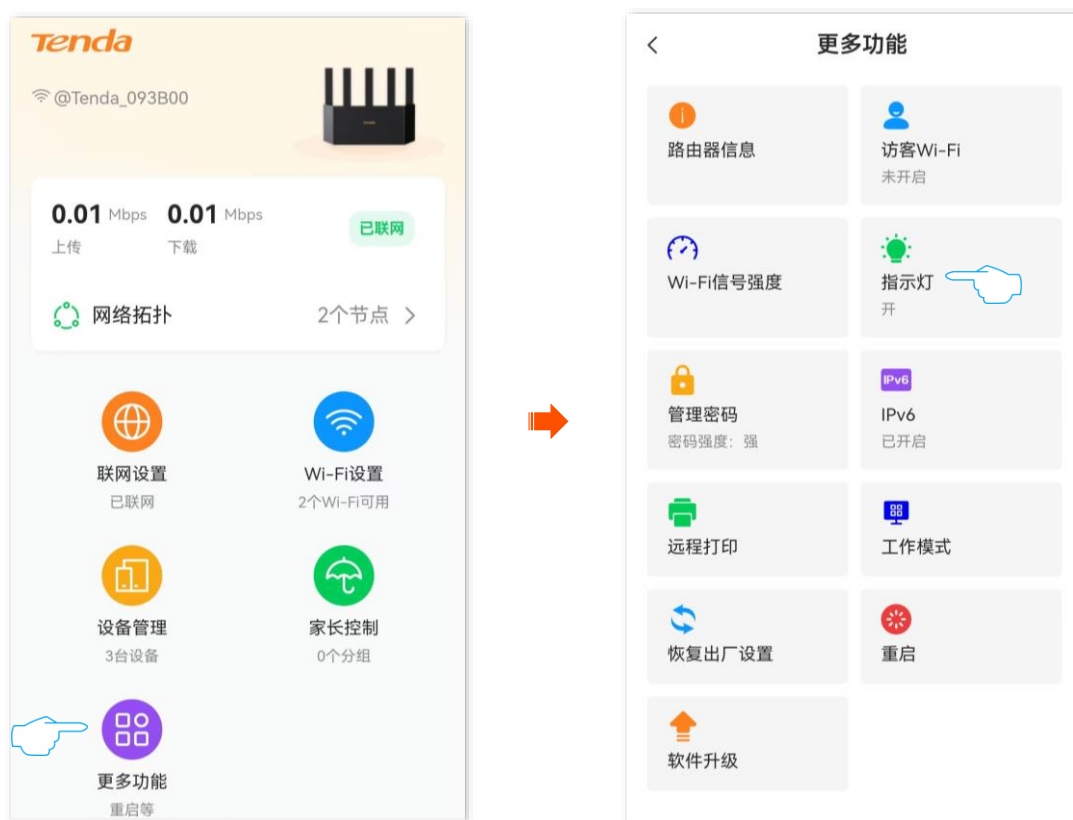 Tenda
@Tenda_093B00
0.01 Mbps 0.01 Mbps
上传 下载
已联网
网络拓扑 2个节点
联网设置 Wi-Fi设置
已联网 2个Wi-Fi可用
设备管理 家长控制
3台设备 0个分组
更多功能
重启等
更多功能
路由器信息 访客Wi-Fi
未开启
Wi-Fi信号强度 指示灯
开
IPv6
管理密码 IPv6
密码强度：强 已开启
远程打印 工作模式
恢复出厂设置 重启
软件升级